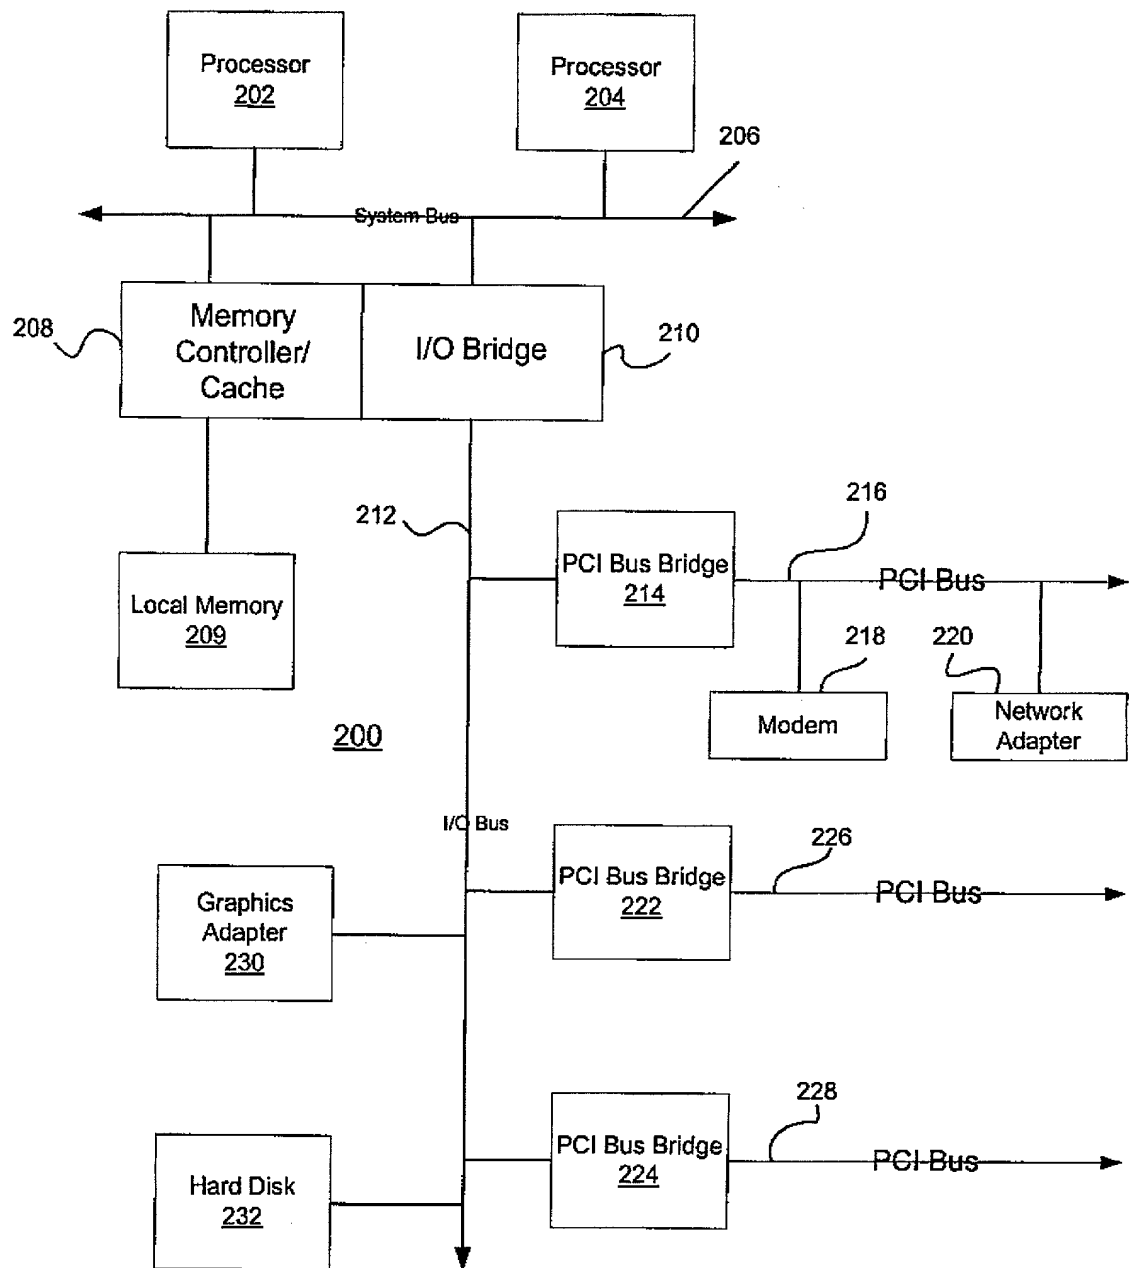 Processor
202
Processor
204
206
System Bus
208
Memory
Controller/
Cache
I/O Bridge
210
212
216
PCI Bus Bridge
214
PCI Bus
Local Memory
209
218
220
Modem
Network
Adapter
200
I/O Bus
226
PCI Bus Bridge
222
PCI Bus
Graphics
Adapter
230
228
PCI Bus Bridge
224
PCI Bus
Hard Disk
232